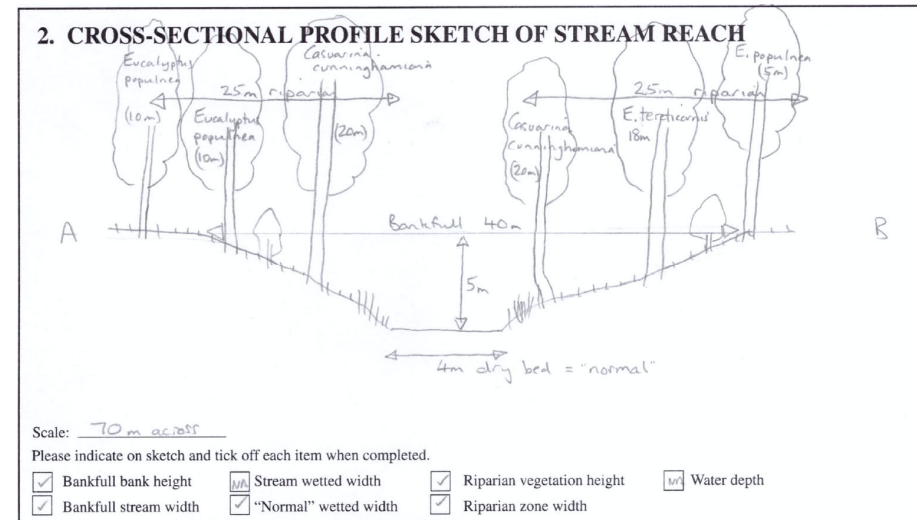 2. CROSS-SECTIONAL PROFILE SKETCH OF STREAM REACH
Eucalyptus
populnea
(10m)
25m riparian
Eucalyptus
populnea
(10m)
Casuarina
cunninghamiana
(20m)
Casuarina
cunninghamiana
(20m)
25m riparian
E. tereticornis
18m
E. populnea
(5m)
A
Bankfull 40m
B
5m
4m dry bed = "normal"
Scale: 70 m across
Please indicate on sketch and tick off each item when completed.
✓ Bankfull bank height NA Stream wetted width ✓ Riparian vegetation height NA Water depth
✓ Bankfull stream width ✓ "Normal" wetted width ✓ Riparian zone width